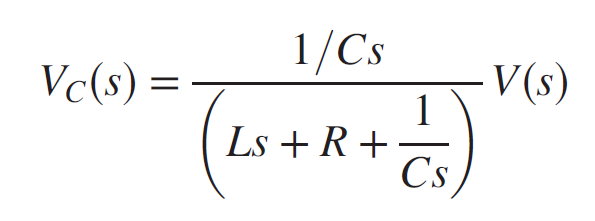 V_C(s) = \frac{1/Cs}{\left( Ls + R + \frac{1}{Cs} \right)} V(s)